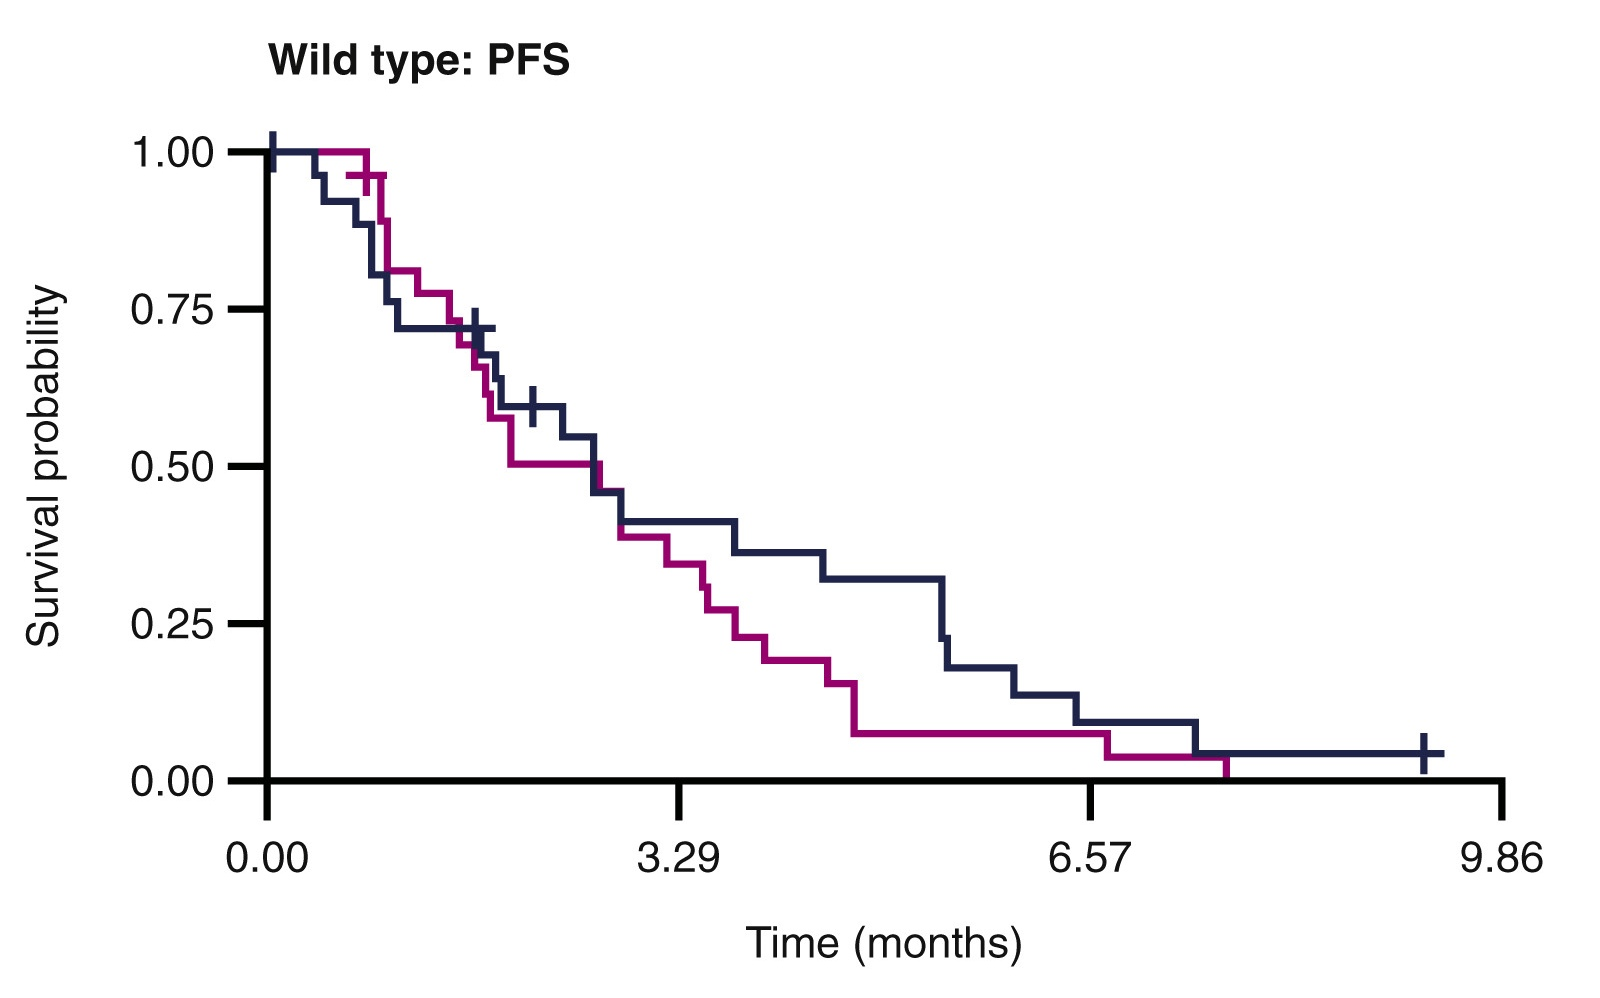 Wild type: PFS
1.00
0.75
0.50
0.25
0.00
Survival probability
0.00 3.29 6.57 9.86
Time (months)